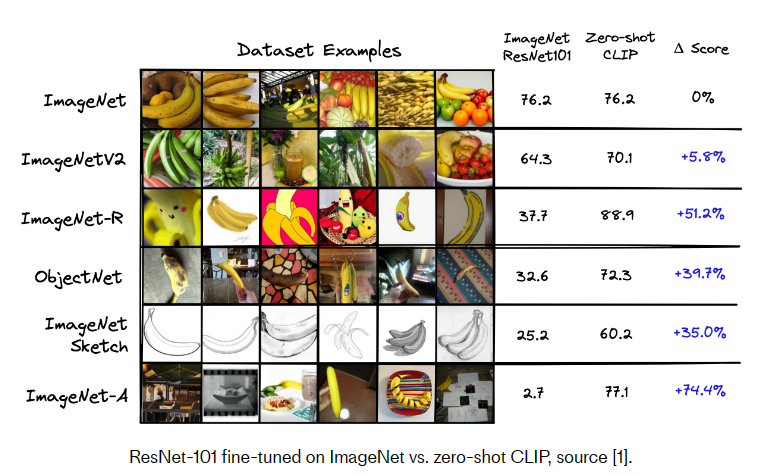 Dataset Examples
ImageNet ResNet101
Zero-shot CLIP
Δ Score
ImageNet 76.2 76.2 0%
ImageNetV2 64.3 70.1 +5.8%
ImageNet-R 37.7 88.9 +51.2%
ObjectNet 32.6 72.3 +39.7%
ImageNet Sketch 25.2 60.2 +35.0%
ImageNet-A 2.7 77.1 +74.4%
ResNet-101 fine-tuned on ImageNet vs. zero-shot CLIP, source [1].